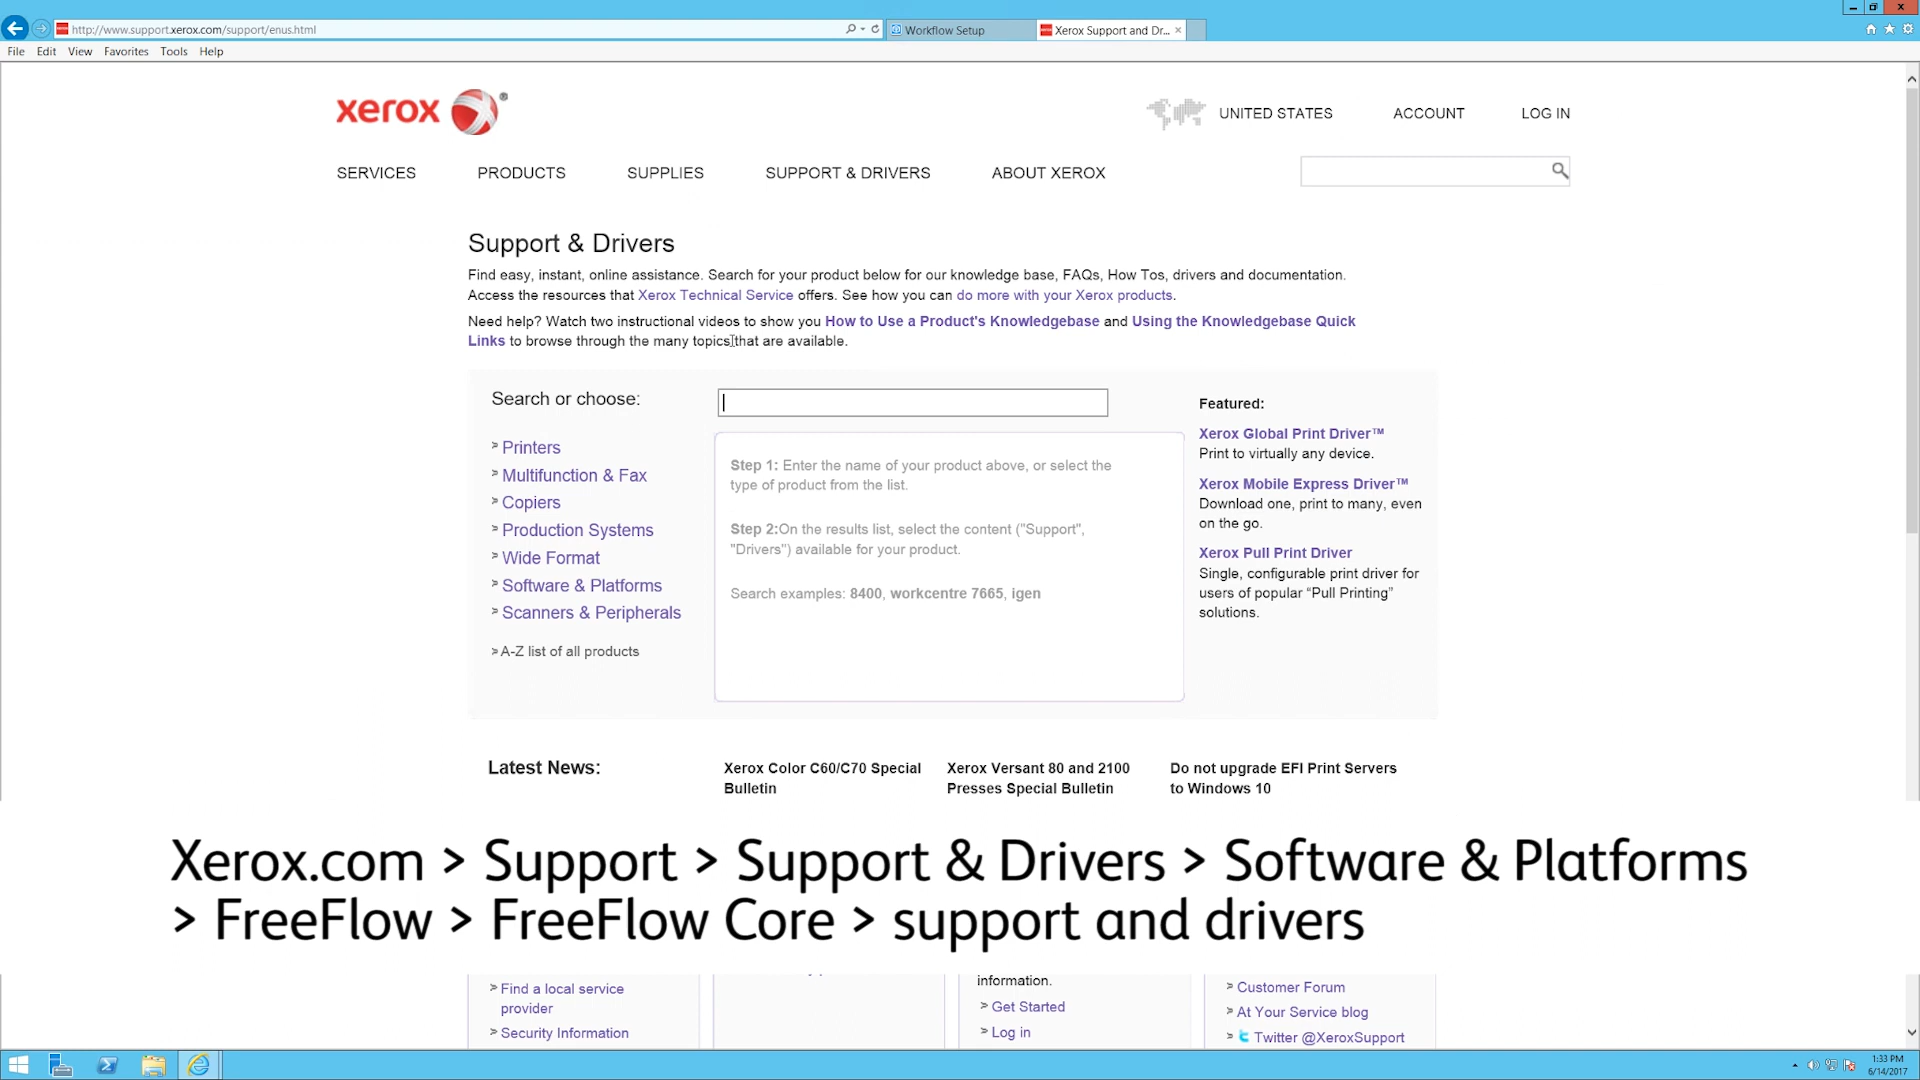 http://www.support.xerox.com/support/enus.html
Workflow Setup
Xerox Support and Dr...
File Edit View Favorites Tools Help
xerox ®
UNITED STATES
ACCOUNT
LOG IN
SERVICES
PRODUCTS
SUPPLIES
SUPPORT & DRIVERS
ABOUT XEROX
Support & Drivers
Find easy, instant, online assistance. Search for your product below for our knowledge base, FAQs, How Tos, drivers and documentation.
Access the resources that Xerox Technical Service offers. See how you can do more with your Xerox products.
Need help? Watch two instructional videos to show you How to Use a Product's Knowledgebase and Using the Knowledgebase Quick
Links to browse through the many topics that are available.
Search or choose:
> Printers
> Multifunction & Fax
> Copiers
> Production Systems
> Wide Format
> Software & Platforms
> Scanners & Peripherals
> A-Z list of all products
Step 1: Enter the name of your product above, or select the
type of product from the list.
Step 2:On the results list, select the content ("Support",
"Drivers") available for your product.
Search examples: 8400, workcentre 7665, igen
Featured:
Xerox Global Print Driver™
Print to virtually any device.
Xerox Mobile Express Driver™
Download one, print to many, even
on the go.
Xerox Pull Print Driver
Single, configurable print driver for
users of popular “Pull Printing”
solutions.
Latest News:
Xerox Color C60/C70 Special
Bulletin
Xerox Versant 80 and 2100
Presses Special Bulletin
Do not upgrade EFI Print Servers
to Windows 10
Xerox.com > Support > Support & Drivers > Software & Platforms
> FreeFlow > FreeFlow Core > support and drivers
> Find a local service
provider
> Security Information
information.
> Get Started
> Log in
> Customer Forum
> At Your Service blog
> Twitter @XeroxSupport
1:33 PM
6/14/2017